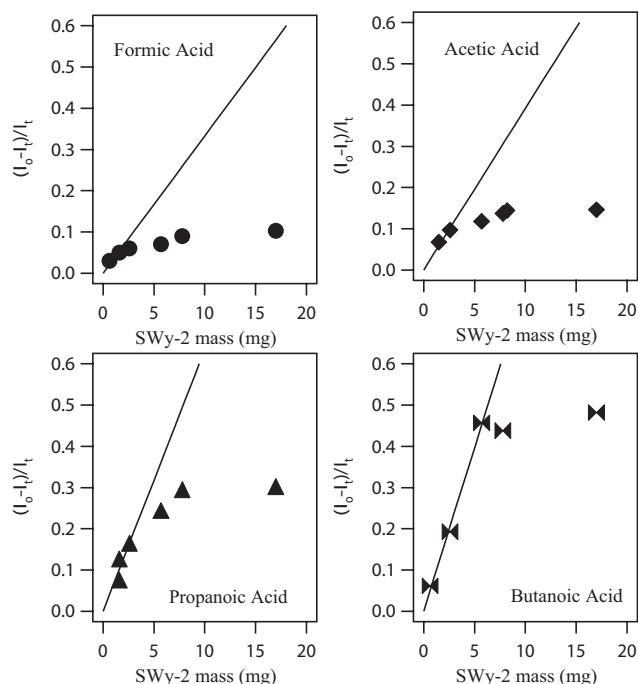 0.6
0.5
0.4
0.3
0.2
0.1
0.0
(Io-It)/It
Formic Acid
0 5 10 15 20
SWy-2 mass (mg)
0.6
0.5
0.4
0.3
0.2
0.1
0.0
(Io-It)/It
Acetic Acid
0 5 10 15 20
SWy-2 mass (mg)
0.6
0.5
0.4
0.3
0.2
0.1
0.0
(Io-It)/It
Propanoic Acid
0 5 10 15 20
SWy-2 mass (mg)
0.6
0.5
0.4
0.3
0.2
0.1
0.0
(Io-It)/It
Butanoic Acid
0 5 10 15 20
SWy-2 mass (mg)